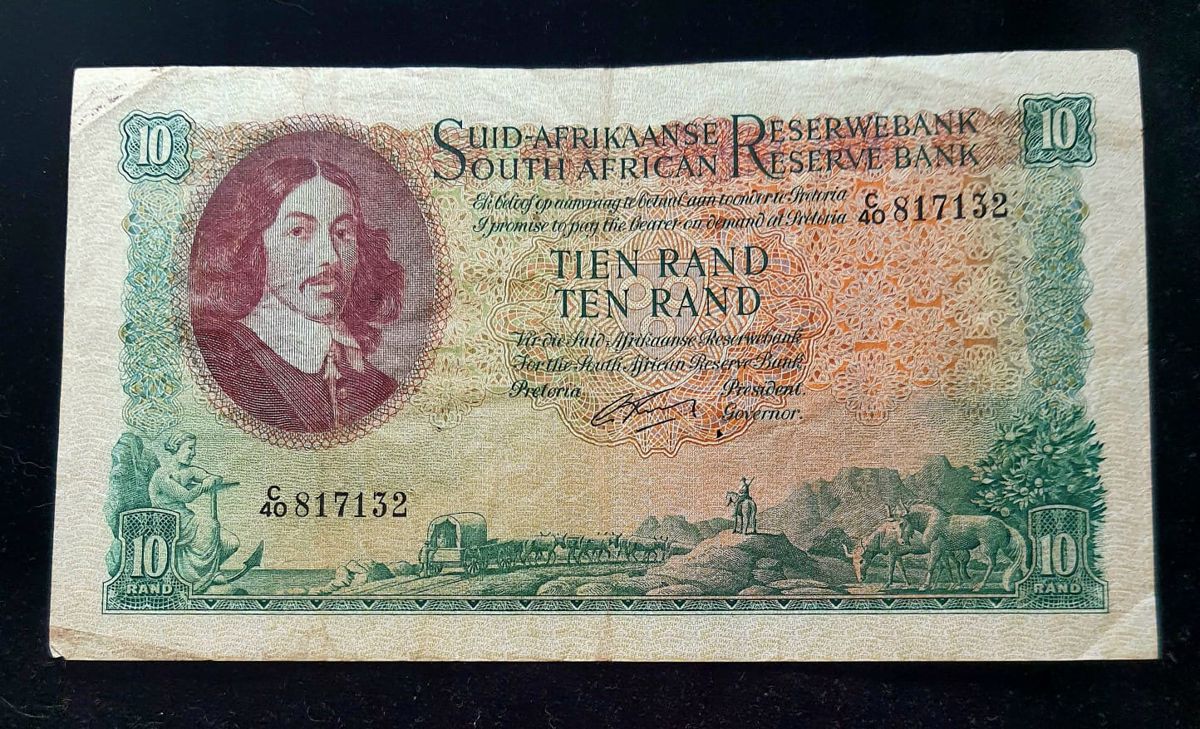 10
10
SUID-AFRIKAANSE RESERWEBANK
SOUTH AFRICAN RESERVE BANK
Ek beloof op aanvraag te betaal aan toonder te Pretoria
I promise to pay the bearer on demand at Pretoria
C/40 817132
TIEN RAND
TEN RAND
Vir die Suid Afrikaanse Reserwebank
For the South African Reserve Bank
Pretoria
President.
Governor.
C/40 817132
10
RAND
10
RAND